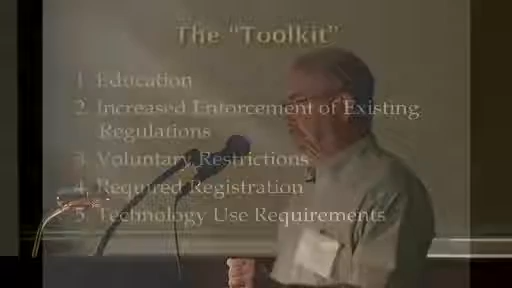 The "Toolkit"
1. Education
2. Increased Enforcement of Existing
Regulations
3. Voluntary Restrictions
4. Required Registration
5. Technology Use Requirements